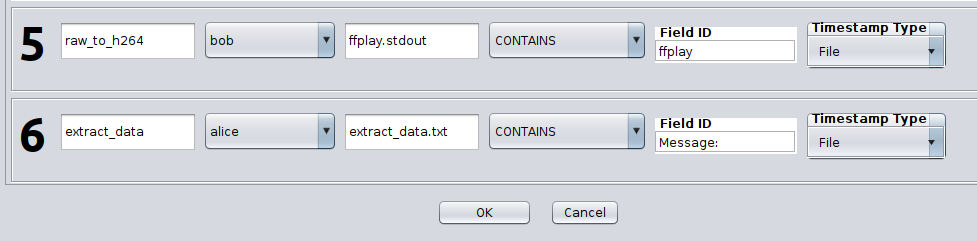 5 raw_to_h264 bob ffplay.stdout CONTAINS Field ID ffplay Timestamp Type File
6 extract_data alice extract_data.txt CONTAINS Field ID Message: Timestamp Type File
OK Cancel